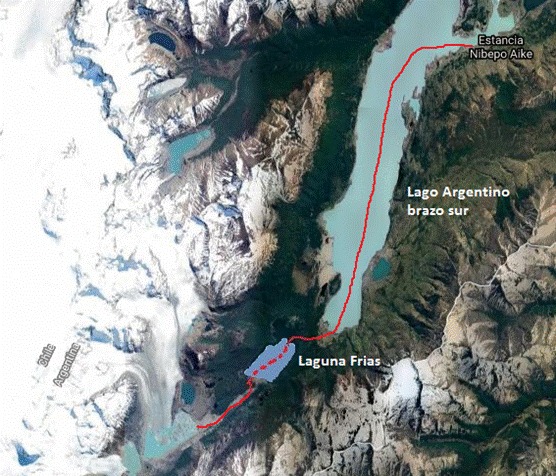 Estancia
Nibepo Aike
Lago Argentino
brazo sur
Laguna Frias
Chile
Argentina